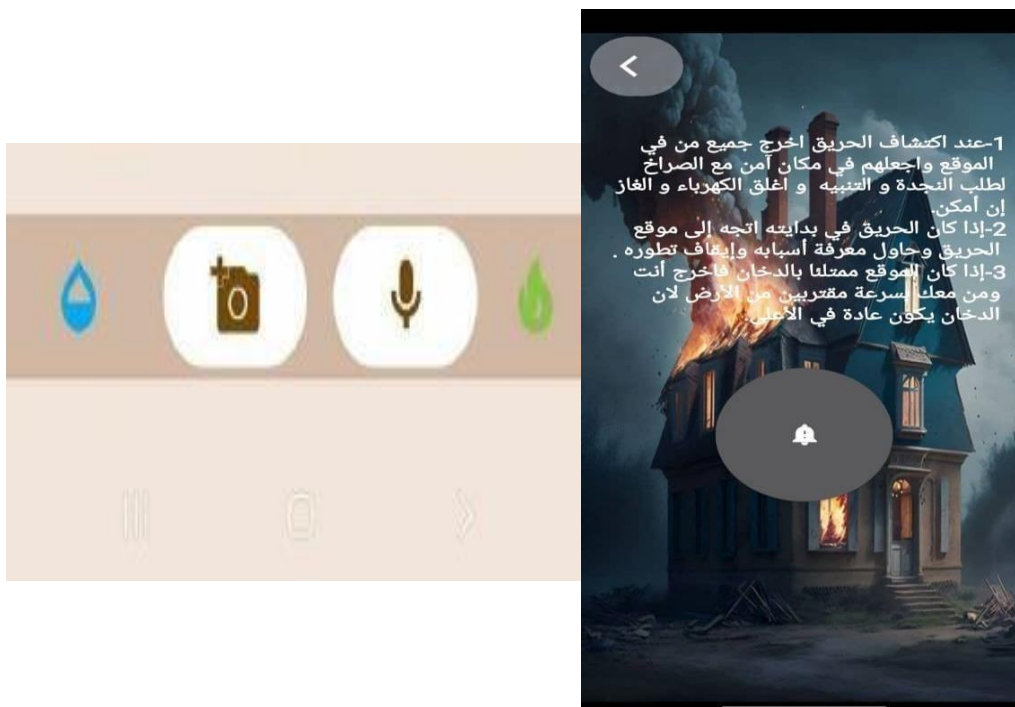 1-عند اكتشاف الحريق اخرج جميع من في
الموقع واجعلهم في مكان آمن مع الصراخ
لطلب النجدة و التنبيه و اغلق الكهرباء و الغاز
إن أمكن.
2-إذا كان الحريق في بدايته اتجه إلى موقع
الحريق وحاول معرفة أسبابه وإيقاف تطوره .
3-إذا كان الموقع ممتلئا بالدخان فاخرج أنت
ومن معك بسرعة مقتربين من الأرض لان
الدخان يكون عادة في الأعلى.